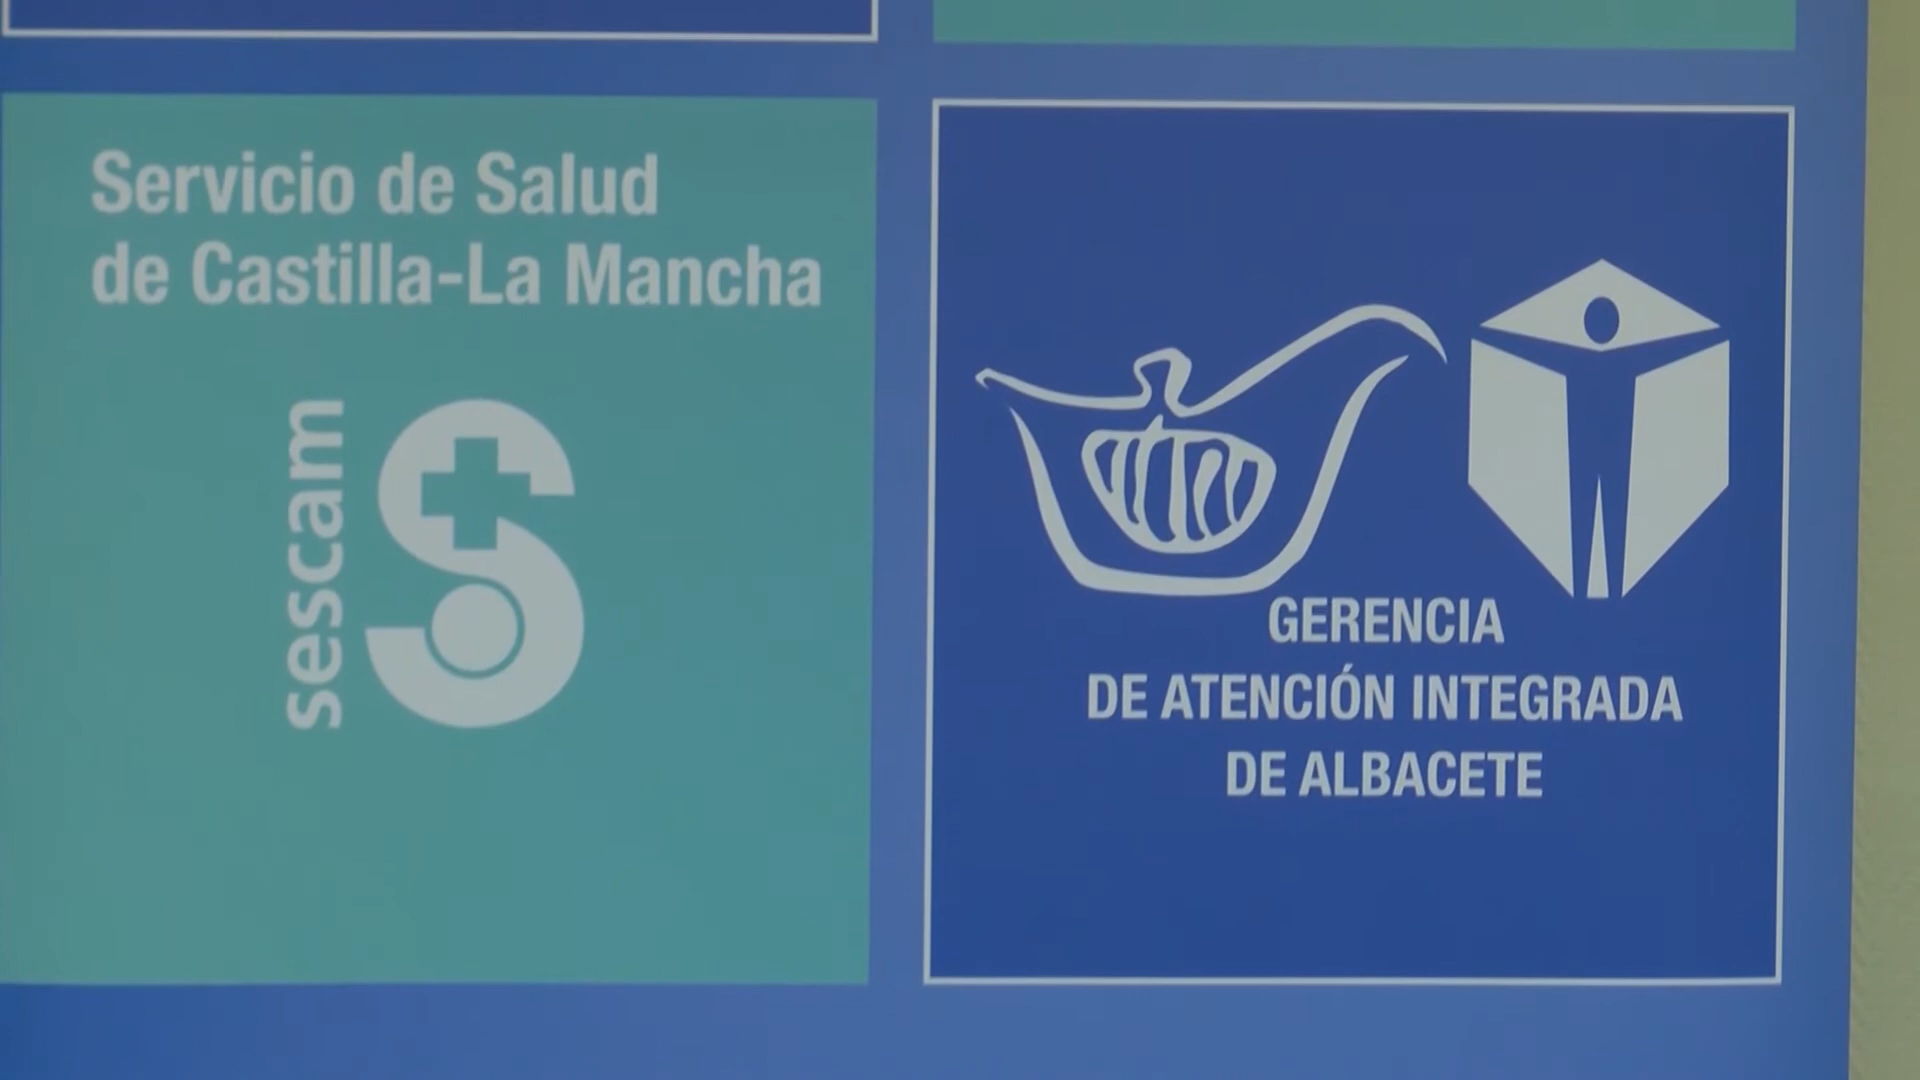 Servicio de Salud
de Castilla-La Mancha
sescam
GERENCIA
DE ATENCIÓN INTEGRADA
DE ALBACETE